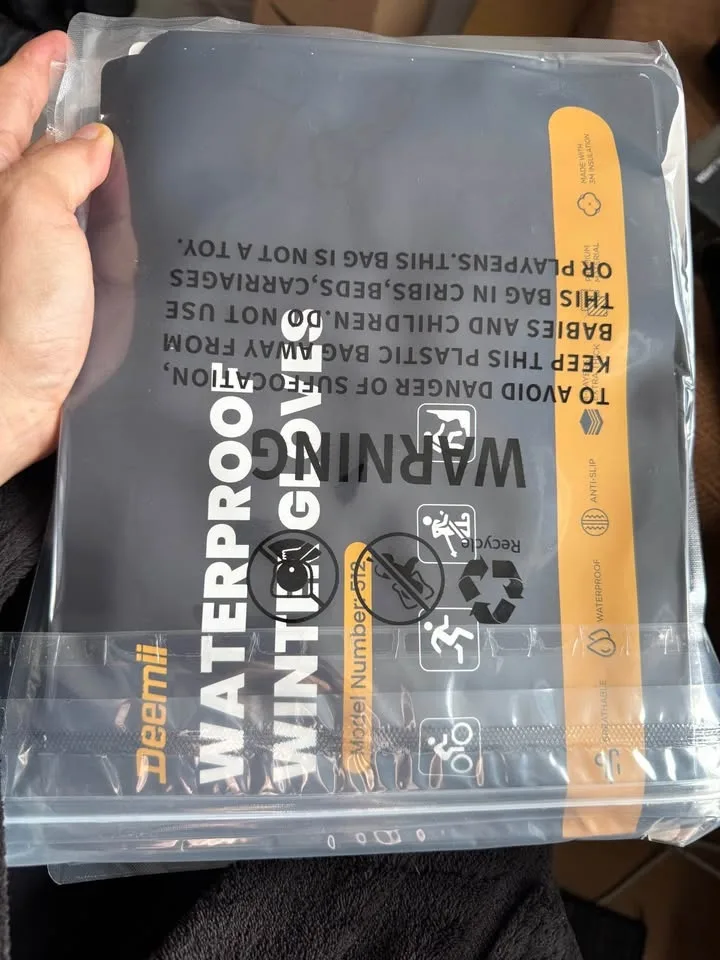 Deemii
WATERPROOF
WINTER GLOVES
Model Number: 512
BREATHABLE
WATERPROOF
ANTI-SLIP
MATERIAL
MADE WITH
3M INSULATION
WARNING
TO AVOID DANGER OF SUFFOCATION,
KEEP THIS PLASTIC BAG AWAY FROM
BABIES AND CHILDREN.DO NOT USE
THIS BAG IN CRIBS,BEDS,CARRIAGES
OR PLAYPENS.THIS BAG IS NOT A TOY.
Recycle